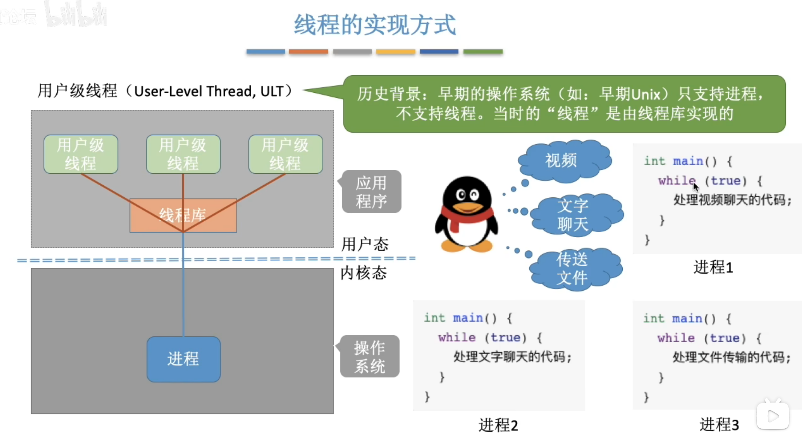 bilibili
线程的实现方式
用户级线程（User-Level Thread, ULT）
历史背景：早期的操作系统（如：早期Unix）只支持进程，
不支持线程。当时的“线程”是由线程库实现的
用户级
线程
用户级
线程
用户级
线程
线程库
应用
程序
用户态
内核态
进程
操作
系统
视频
文字
聊天
传送
文件
int main() {
while (true) {
处理视频聊天的代码;
}
}
进程1
int main() {
while (true) {
处理文字聊天的代码;
}
}
进程2
int main() {
while (true) {
处理文件传输的代码;
}
}
进程3